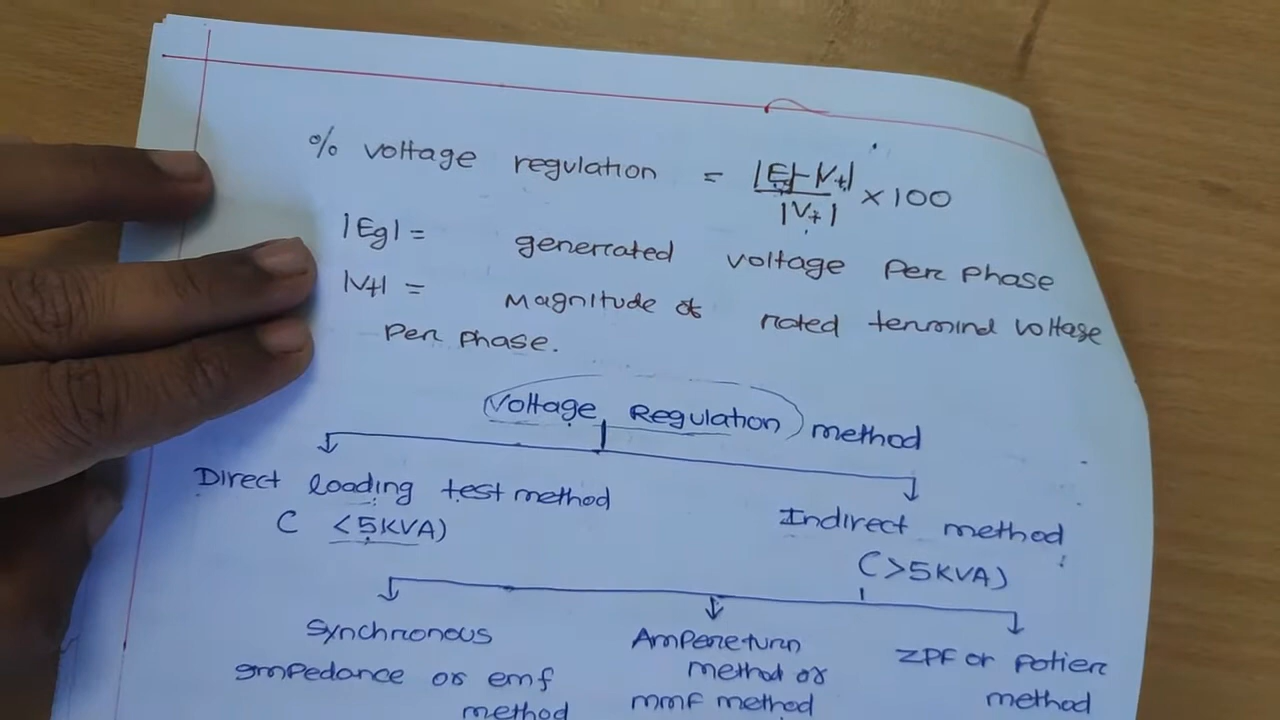 % voltage regulation = |Eg|-|Vt| / |Vt| × 100
|Eg| = generated voltage per phase
|Vt| = Magnitude of rated terminal voltage
per phase.
Voltage Regulation method
Direct loading test method
( <5KVA)
Indirect method
(>5KVA)
Synchronous
impedance or emf
method
Ampereturn
method or
mmf method
ZPF or potier
method